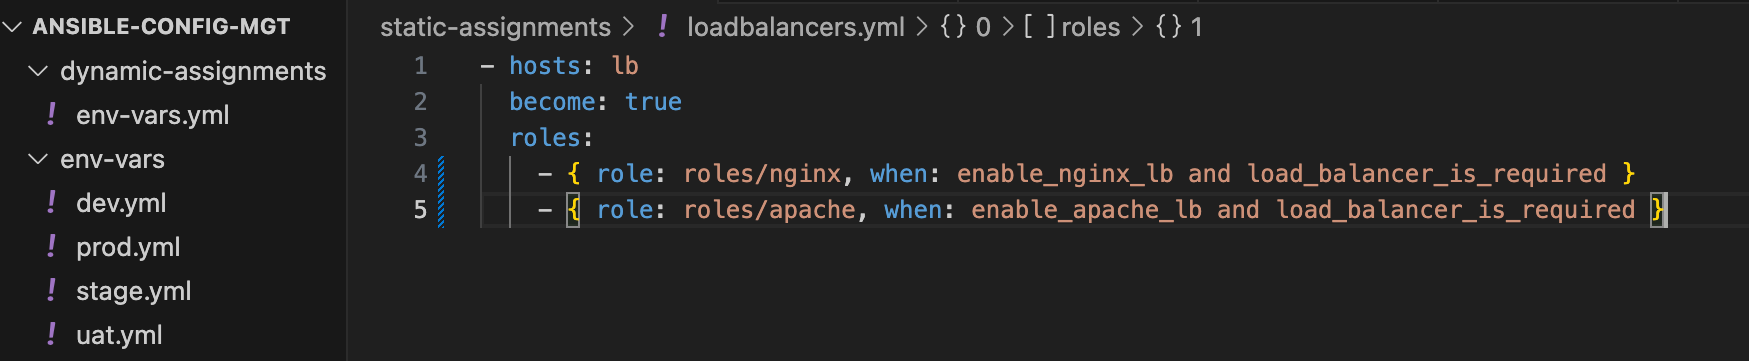 ANSIBLE-CONFIG-MGT
dynamic-assignments
! env-vars.yml
env-vars
! dev.yml
! prod.yml
! stage.yml
! uat.yml
static-assignments > ! loadbalancers.yml > {} 0 > [ ] roles > {} 1
1 - hosts: lb
2 become: true
3 roles:
4 - { role: roles/nginx, when: enable_nginx_lb and load_balancer_is_required }
5 - { role: roles/apache, when: enable_apache_lb and load_balancer_is_required }